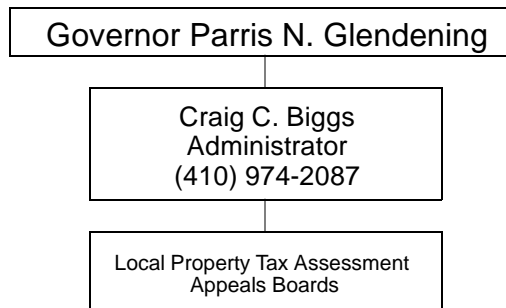 Governor Parris N. Glendening
Craig C. Biggs
Administrator
(410) 974-2087
Local Property Tax Assessment
Appeals Boards